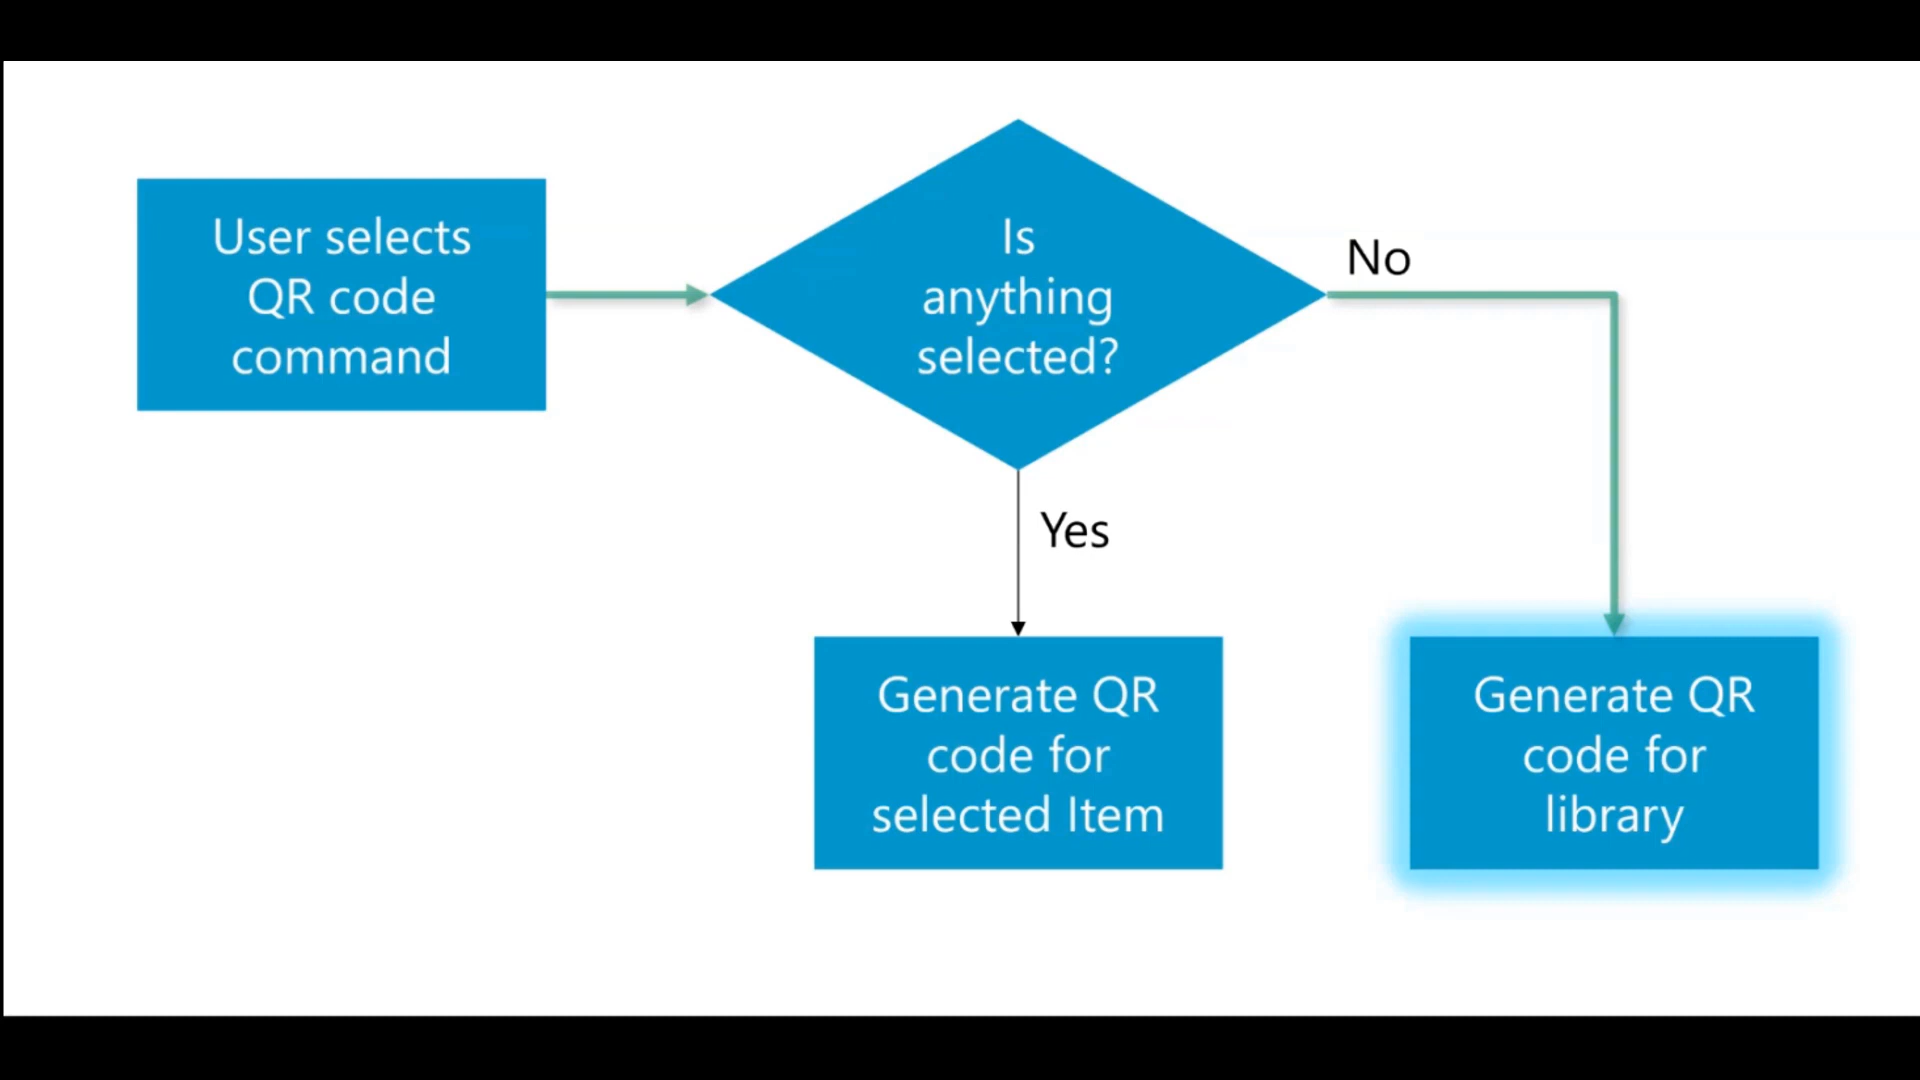 User selects
QR code
command
Is
anything
selected?
No
Yes
Generate QR
code for
selected Item
Generate QR
code for
library